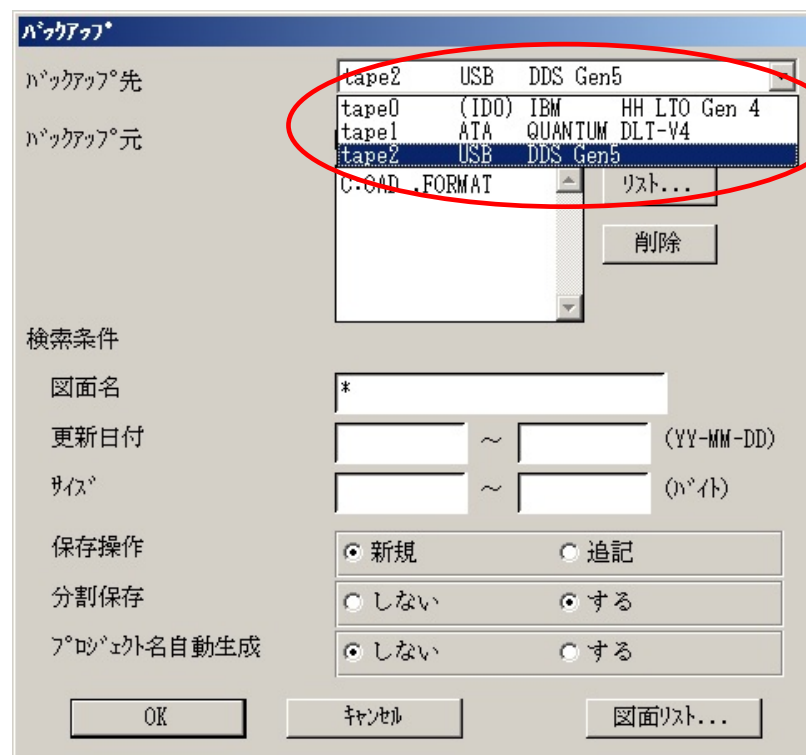 ﾊﾞｯｸｱｯﾌﾟ
ﾊﾞｯｸｱｯﾌﾟ先 tape2 USB DDS Gen5
tape0 (ID0) IBM HH LTO Gen 4
ﾊﾞｯｸｱｯﾌﾟ元 tape1 ATA QUANTUM DLT-V4
tape2 USB DDS Gen5
C:CAD .FORMAT ﾘｽﾄ...
削除
検索条件
図面名 *
更新日付 ～ (YY-MM-DD)
ｻｲｽﾞ ～ (ﾊﾞｲﾄ)
保存操作 新規 追記
分割保存 しない する
ﾌﾟﾛｼﾞｪｸﾄ名自動生成 しない する
OK ｷｬﾝｾﾙ 図面ﾘｽﾄ...